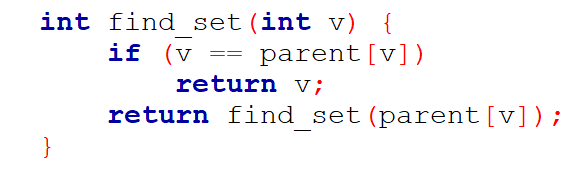 int find_set(int v) {
    if (v == parent[v])
        return v;
    return find_set(parent[v]);
}